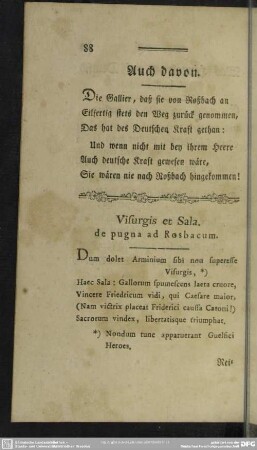 88
Auch davon.
Die Gallier, daß sie von Roßbach an
Eilfertig stets den Weg zurück genommen,
Das hat des Deutschen Kraft gethan:
Und wenn nicht mit bey ihrem Heere
Auch deutsche Kraft gewesen wäre,
Sie wären nie nach Roßbach hingekommen!
Visurgis et Sala.
de pugna ad Rosbacum.
Dum dolet Arminium sibi non superesse
Visurgis, *)
Haec Sala: Gallorum spumescens laeta cruore,
Vincere Friedericum vidi, qui Caesare maior,
(Nam victrix placeat Friderici caussa Catoni!)
Sacrorum vindex, libertatisque triumphat.
*) Nondum tunc apparuerant Guelfici
Heroes.